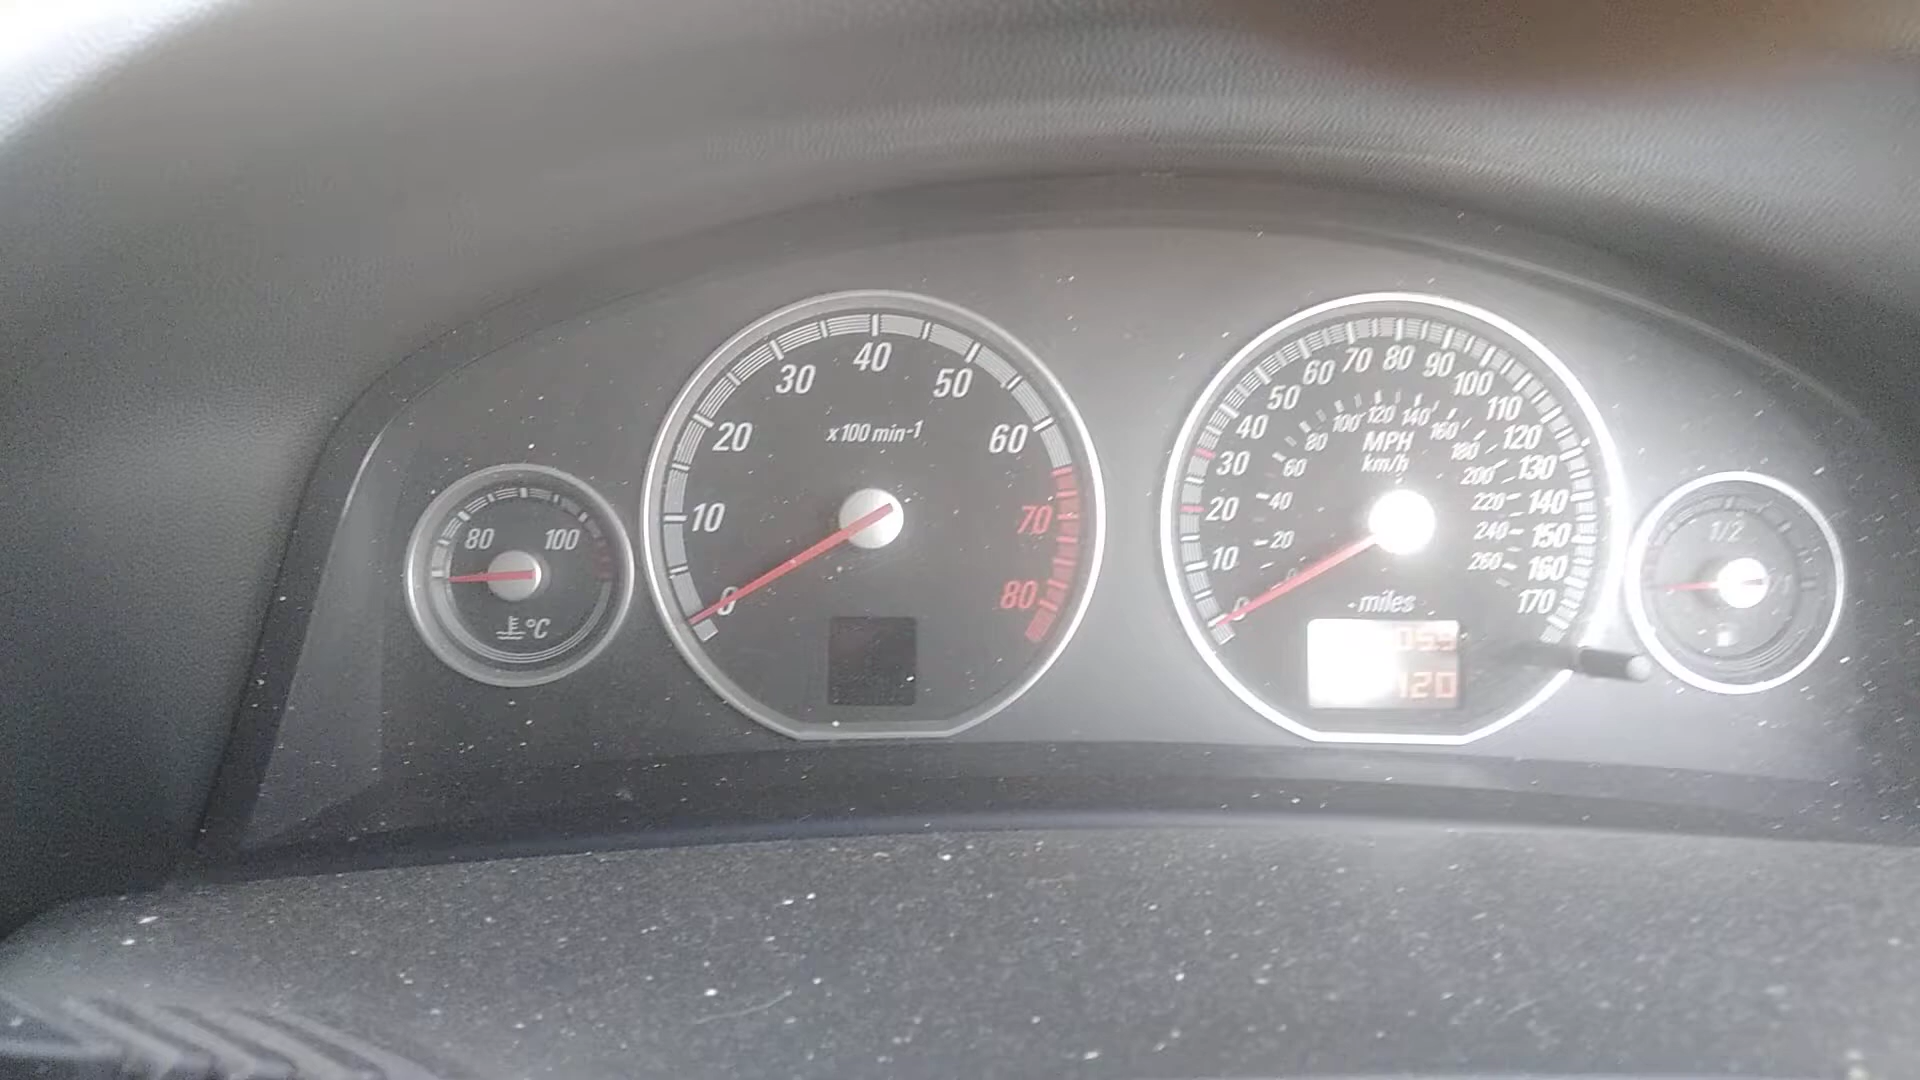 80 100
°C
0 10 20 30 40 50 60 70 80
x100 min-1
0 10 20 30 40 50 60 70 80 90 100 110 120 130 140 150 160 170
20 40 60 80 100 120 140 160 180 200 220 240 260
MPH
km/h
miles
059
120
1/2